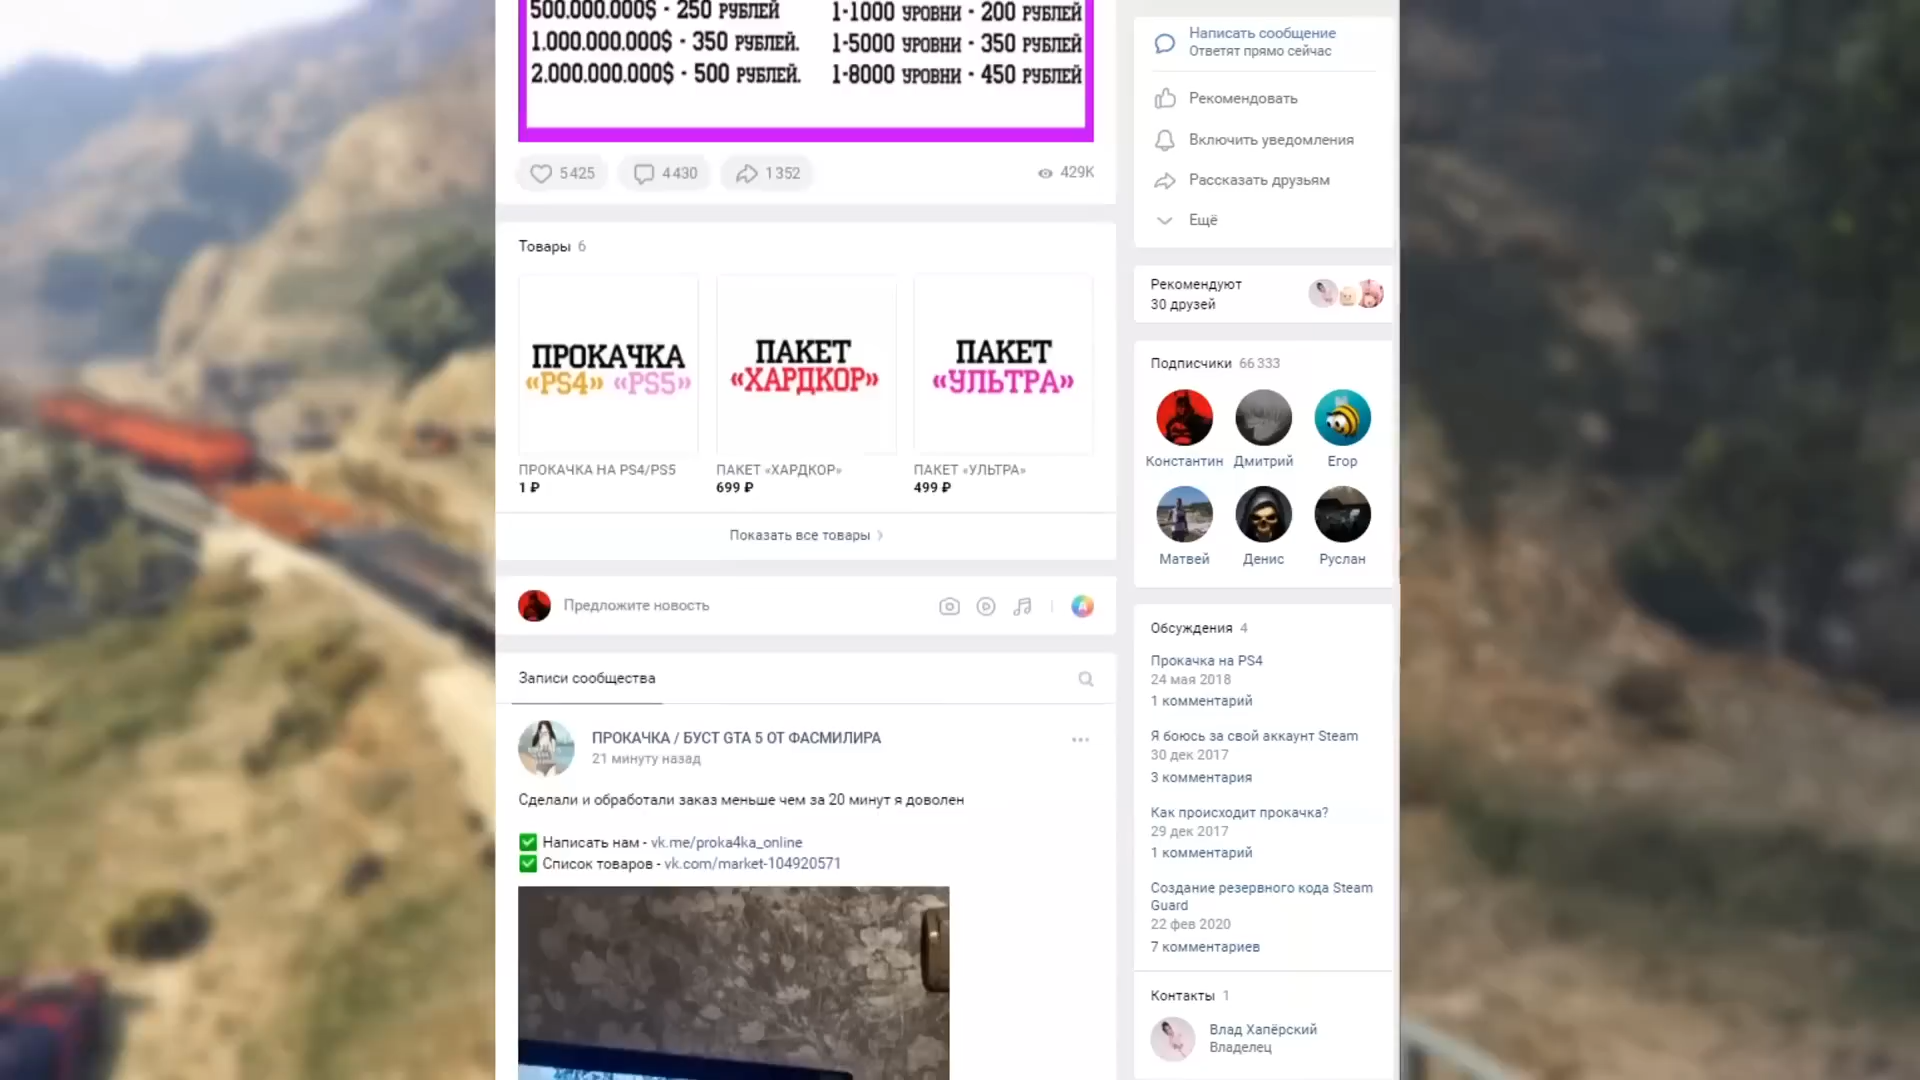 500.000.000$ - 250 РУБЛЕЙ
1.000.000.000$ - 350 РУБЛЕЙ.
2.000.000.000$ - 500 РУБЛЕЙ.
1-1000 УРОВНИ - 200 РУБЛЕЙ
1-5000 УРОВНИ - 350 РУБЛЕЙ
1-8000 УРОВНИ - 450 РУБЛЕЙ
5425
4430
1352
429K
Товары 6
ПРОКАЧКА
«PS4» «PS5»
ПРОКАЧКА НА PS4/PS5
1 ₽
ПАКЕТ
«ХАРДКОР»
ПАКЕТ «ХАРДКОР»
699 ₽
ПАКЕТ
«УЛЬТРА»
ПАКЕТ «УЛЬТРА»
499 ₽
Показать все товары
Предложите новость
Записи сообщества
ПРОКАЧКА / БУСТ GTA 5 ОТ ФАСМИЛИРА
21 минуту назад
Сделали и обработали заказ меньше чем за 20 минут я доволен
Написать нам - vk.me/proka4ka_online
Список товаров - vk.com/market-104920571
Написать сообщение
Ответят прямо сейчас
Рекомендовать
Включить уведомления
Рассказать друзьям
Ещё
Рекомендуют
30 друзей
Подписчики 66 333
Константин
Дмитрий
Егор
Матвей
Денис
Руслан
Обсуждения 4
Прокачка на PS4
24 мая 2018
1 комментарий
Я боюсь за свой аккаунт Steam
30 дек 2017
3 комментария
Как происходит прокачка?
29 дек 2017
1 комментарий
Создание резервного кода Steam
Guard
22 фев 2020
7 комментариев
Контакты 1
Влад Хапёрский
Владелец